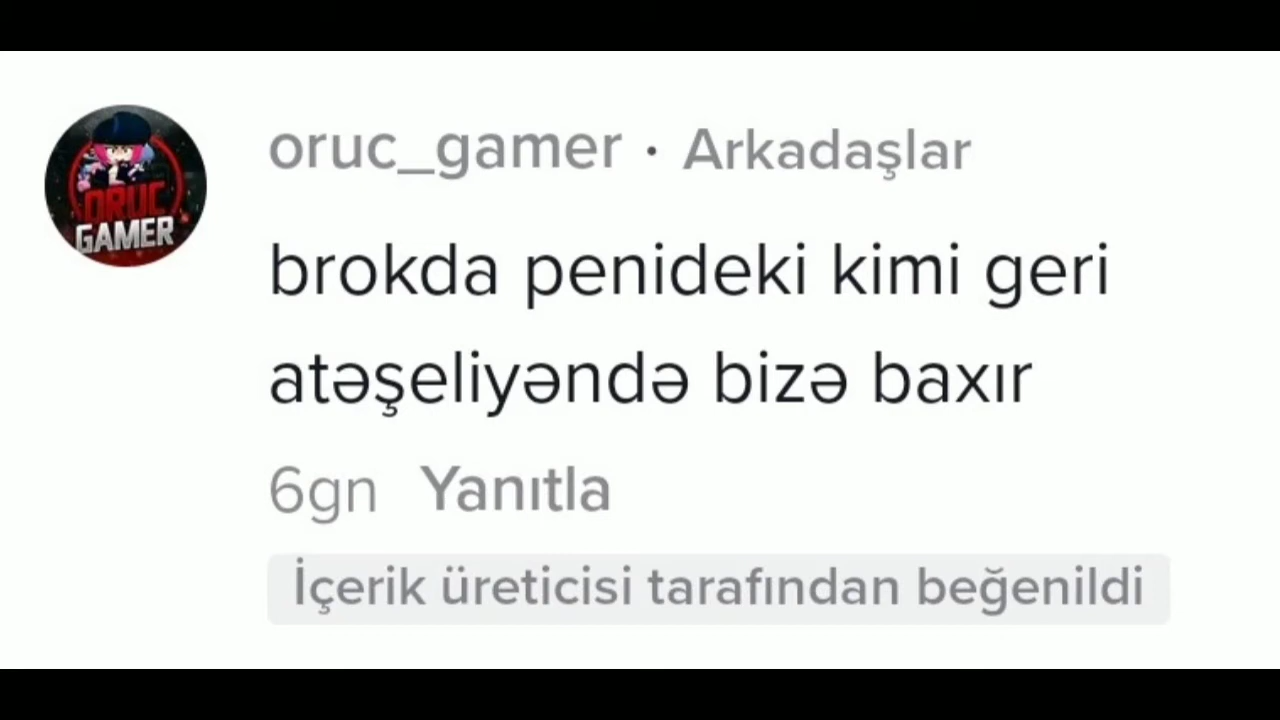 ORUC
GAMER
oruc_gamer · Arkadaşlar
brokda penideki kimi geri
atəşeliyəndə bizə baxır
6gn Yanıtla
İçerik üreticisi tarafından beğenildi